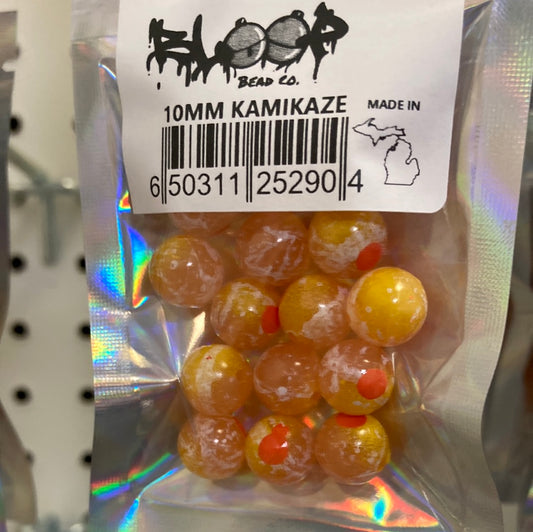 BLOOP
BEAD CO.
10MM KAMIKAZE
MADE IN
6 50311 25290 4